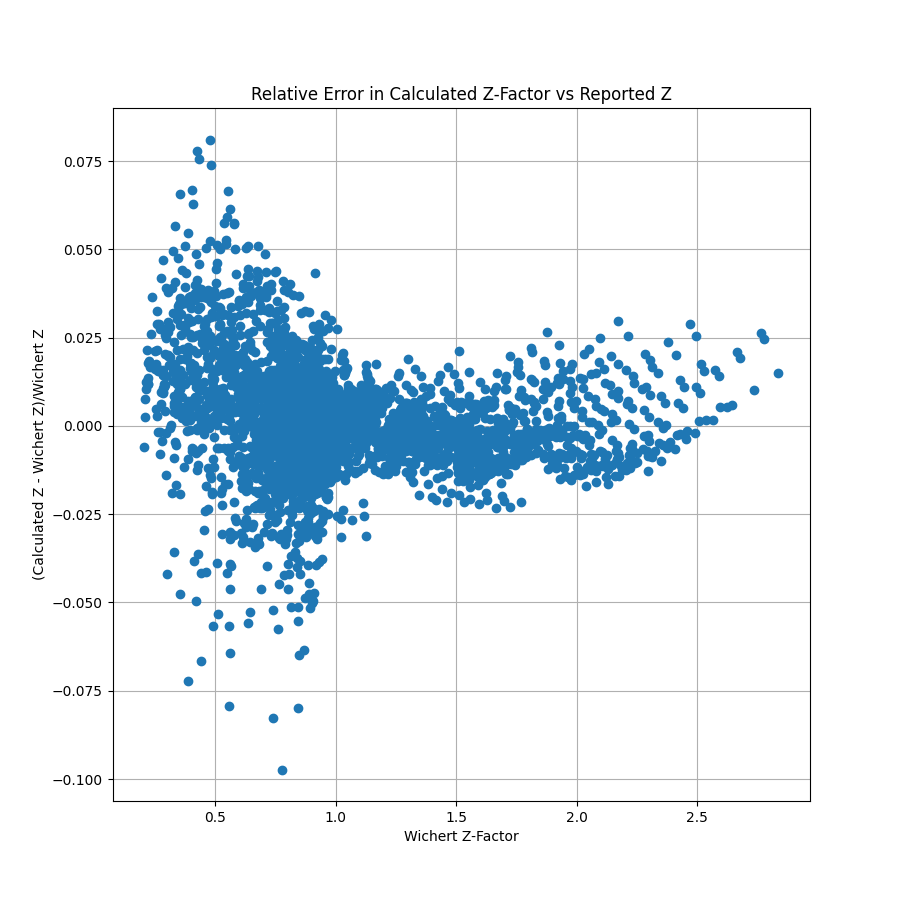 Relative Error in Calculated Z-Factor vs Reported Z
(Calculated Z - Wichert Z)/Wichert Z
0.075
0.050
0.025
0.000
−0.025
−0.050
−0.075
−0.100
0.5 1.0 1.5 2.0 2.5
Wichert Z-Factor